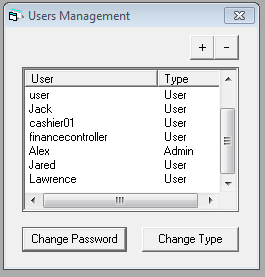 Users Management
+ -
User Type
user User
Jack User
cashier01 User
financecontroller User
Alex Admin
Jared User
Lawrence User
Change Password Change Type